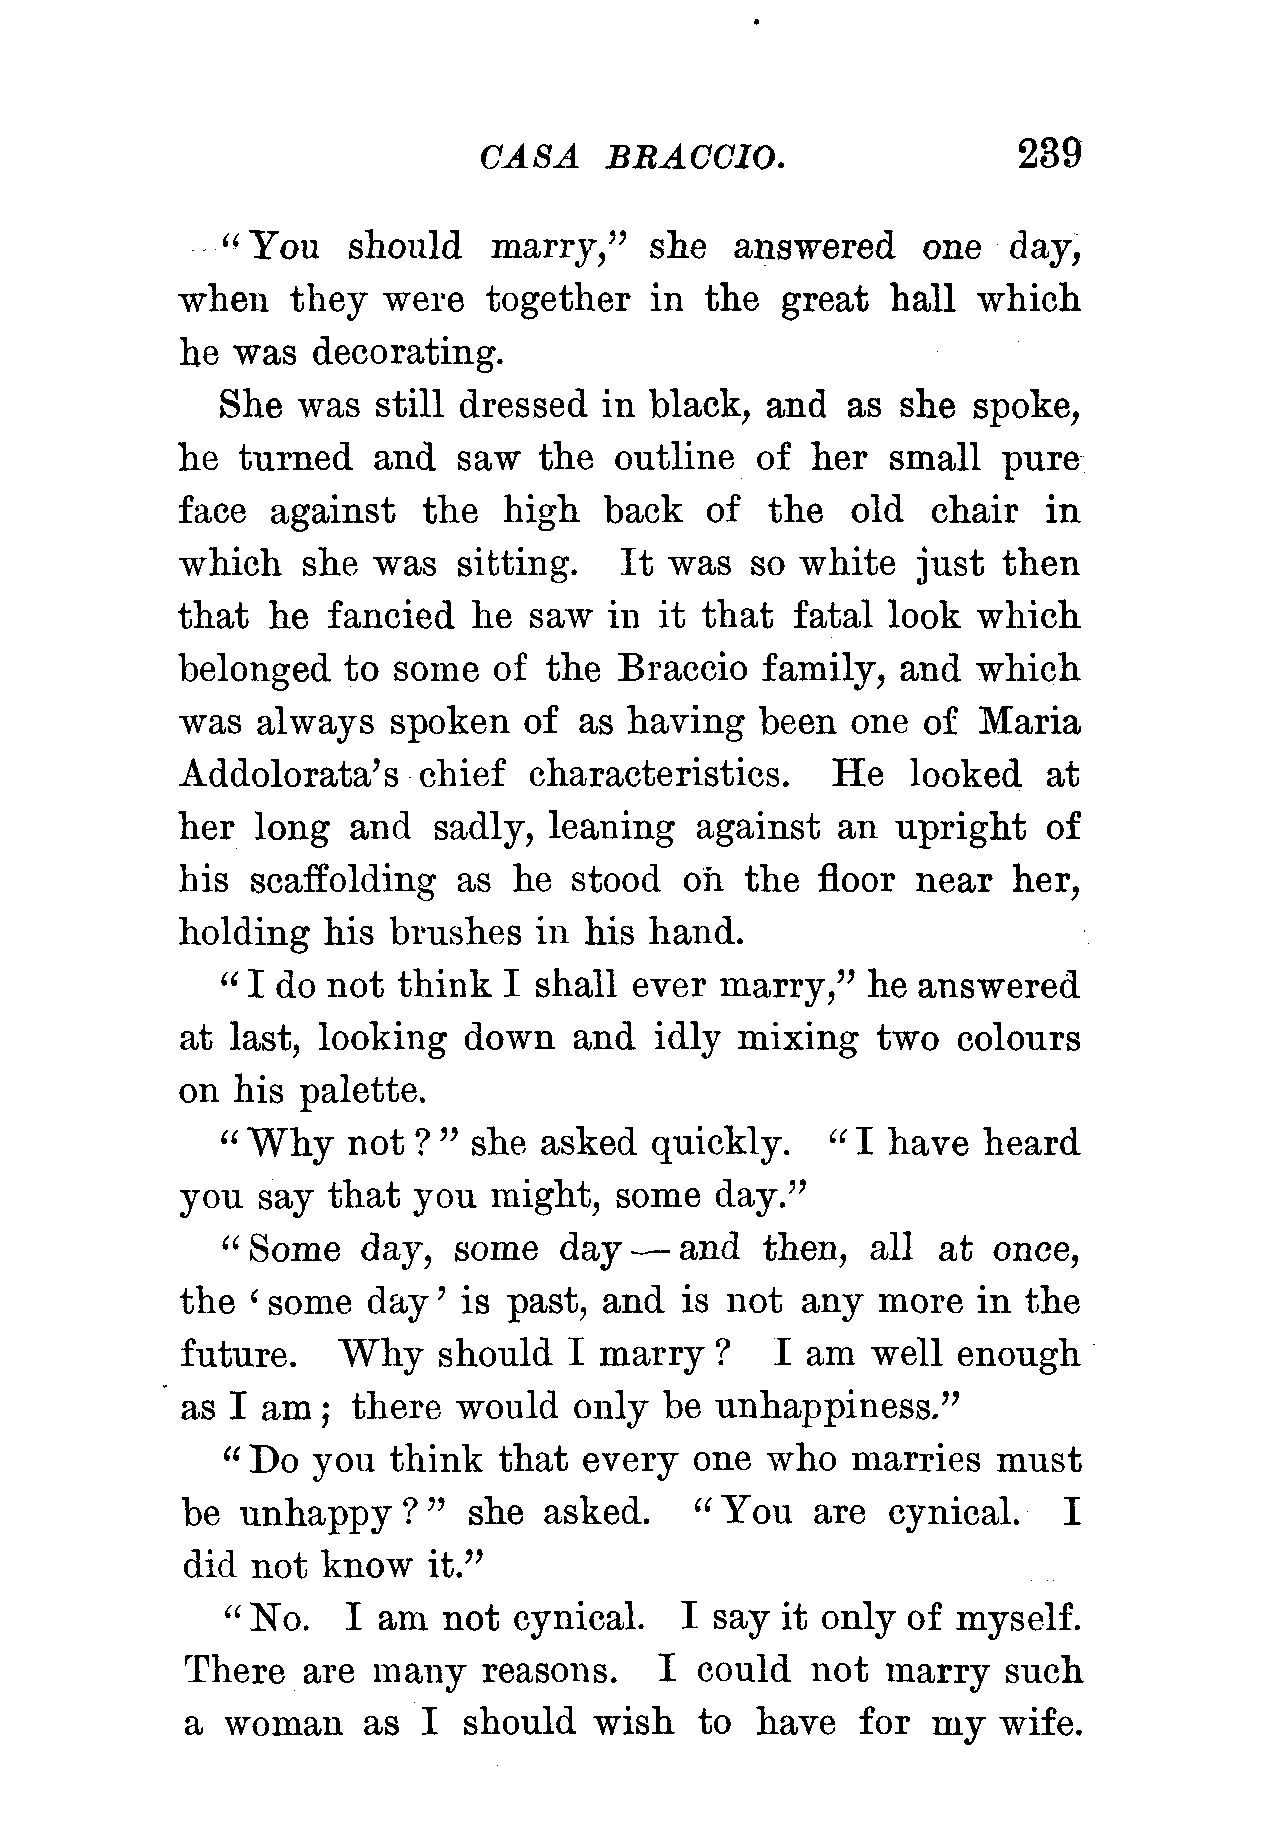 CASA BRACCIO. 239
“You should marry,” she answered one day,
when they were together in the great hall which
he was decorating.
She was still dressed in black, and as she spoke,
he turned and saw the outline of her small pure
face against the high back of the old chair in
which she was sitting. It was so white just then
that he fancied he saw in it that fatal look which
belonged to some of the Braccio family, and which
was always spoken of as having been one of Maria
Addolorata’s chief characteristics. He looked at
her long and sadly, leaning against an upright of
his scaffolding as he stood on the floor near her,
holding his brushes in his hand.
“I do not think I shall ever marry,” he answered
at last, looking down and idly mixing two colours
on his palette.
“Why not?” she asked quickly. “I have heard
you say that you might, some day.”
“Some day, some day — and then, all at once,
the ‘some day’ is past, and is not any more in the
future. Why should I marry? I am well enough
as I am; there would only be unhappiness.”
“Do you think that every one who marries must
be unhappy?” she asked. “You are cynical. I
did not know it.”
“No. I am not cynical. I say it only of myself.
There are many reasons. I could not marry such
a woman as I should wish to have for my wife.